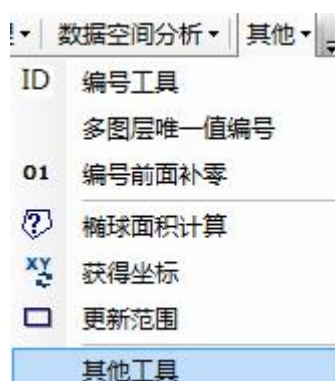 数据空间分析 其他
ID 编号工具
多图层唯一值编号
01 编号前面补零
椭球面积计算
XY 获得坐标
更新范围
其他工具